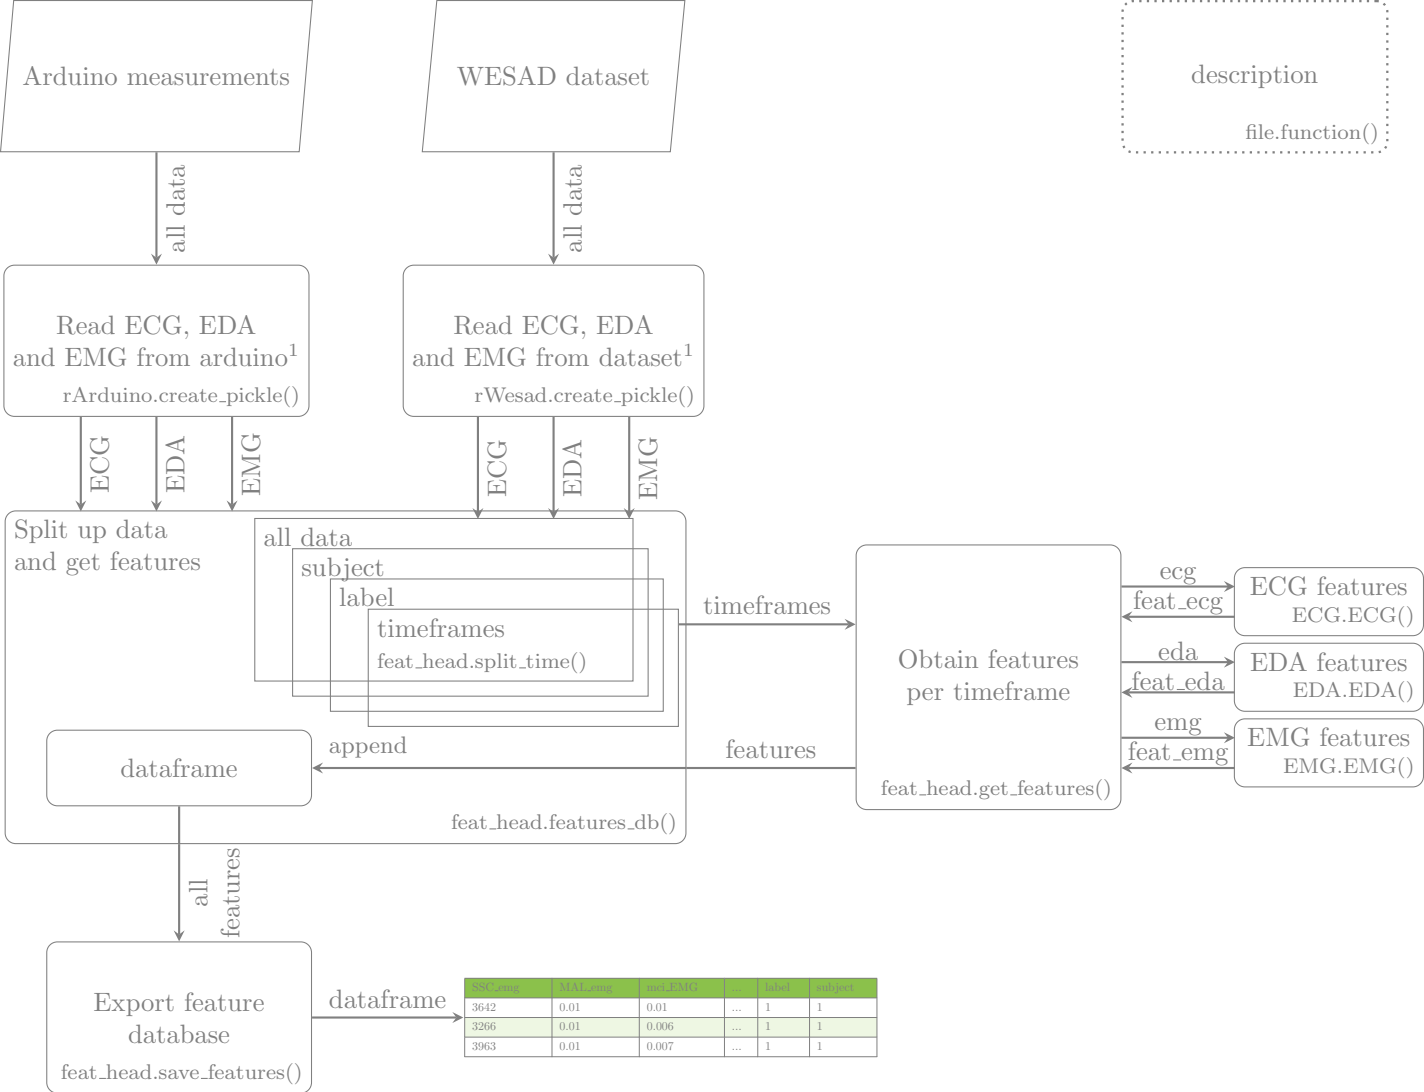 Arduino measurements
WESAD dataset
description
file.function()
all data
all data
Read ECG, EDA
and EMG from arduino¹
rArduino.create_pickle()
Read ECG, EDA
and EMG from dataset¹
rWesad.create_pickle()
ECG
EDA
EMG
ECG
EDA
EMG
Split up data
and get features
all data
subject
label
timeframes
feat_head.split_time()
timeframes
Obtain features
per timeframe
feat_head.get_features()
ecg
feat_ecg
ECG features
ECG.ECG()
eda
feat_eda
EDA features
EDA.EDA()
emg
feat_emg
EMG features
EMG.EMG()
features
append
dataframe
feat_head.features_db()
all
features
Export feature
database
feat_head.save_features()
dataframe
SSC_emg MAL_emg mci_EMG ... label subject
3642 0.01 0.01 ... 1 1
3266 0.01 0.006 ... 1 1
3963 0.01 0.007 ... 1 1